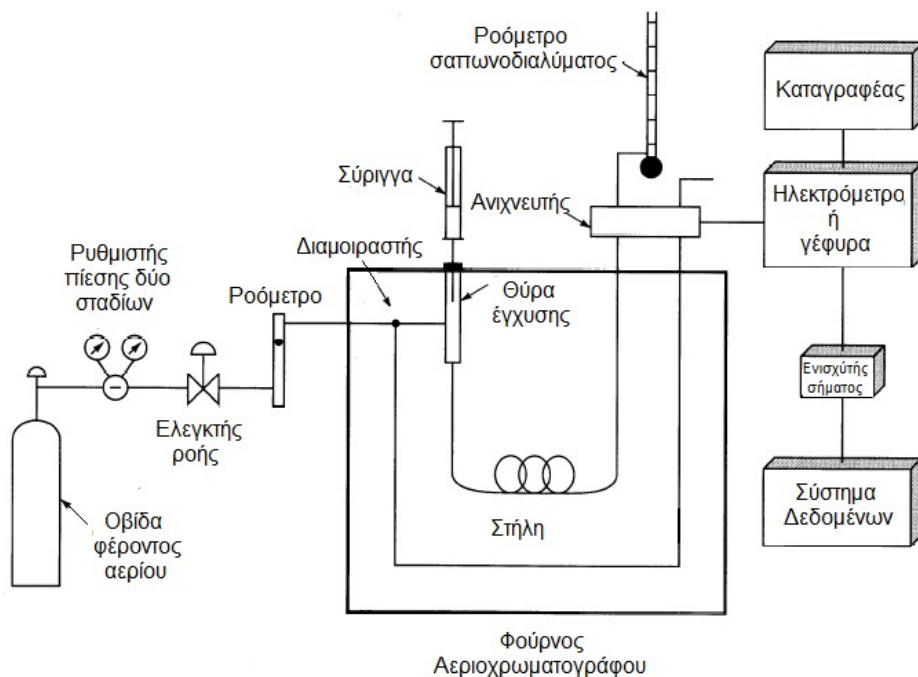 Ροόμετρο
σαπωνοδιαλύματος
Καταγραφέας
Σύριγγα
Ανιχνευτής
Ηλεκτρόμετρο
ή
γέφυρα
Διαμοιραστής
Ρυθμιστής
πίεσης δύο
σταδίων
Ροόμετρο
Θύρα
έγχυσης
Ενισχύτής
σήματος
Ελεγκτής
ροής
Στήλη
Σύστημα
Δεδομένων
Οβίδα
φέροντος
αερίου
Φούρνος
Αεριοχρωματογράφου